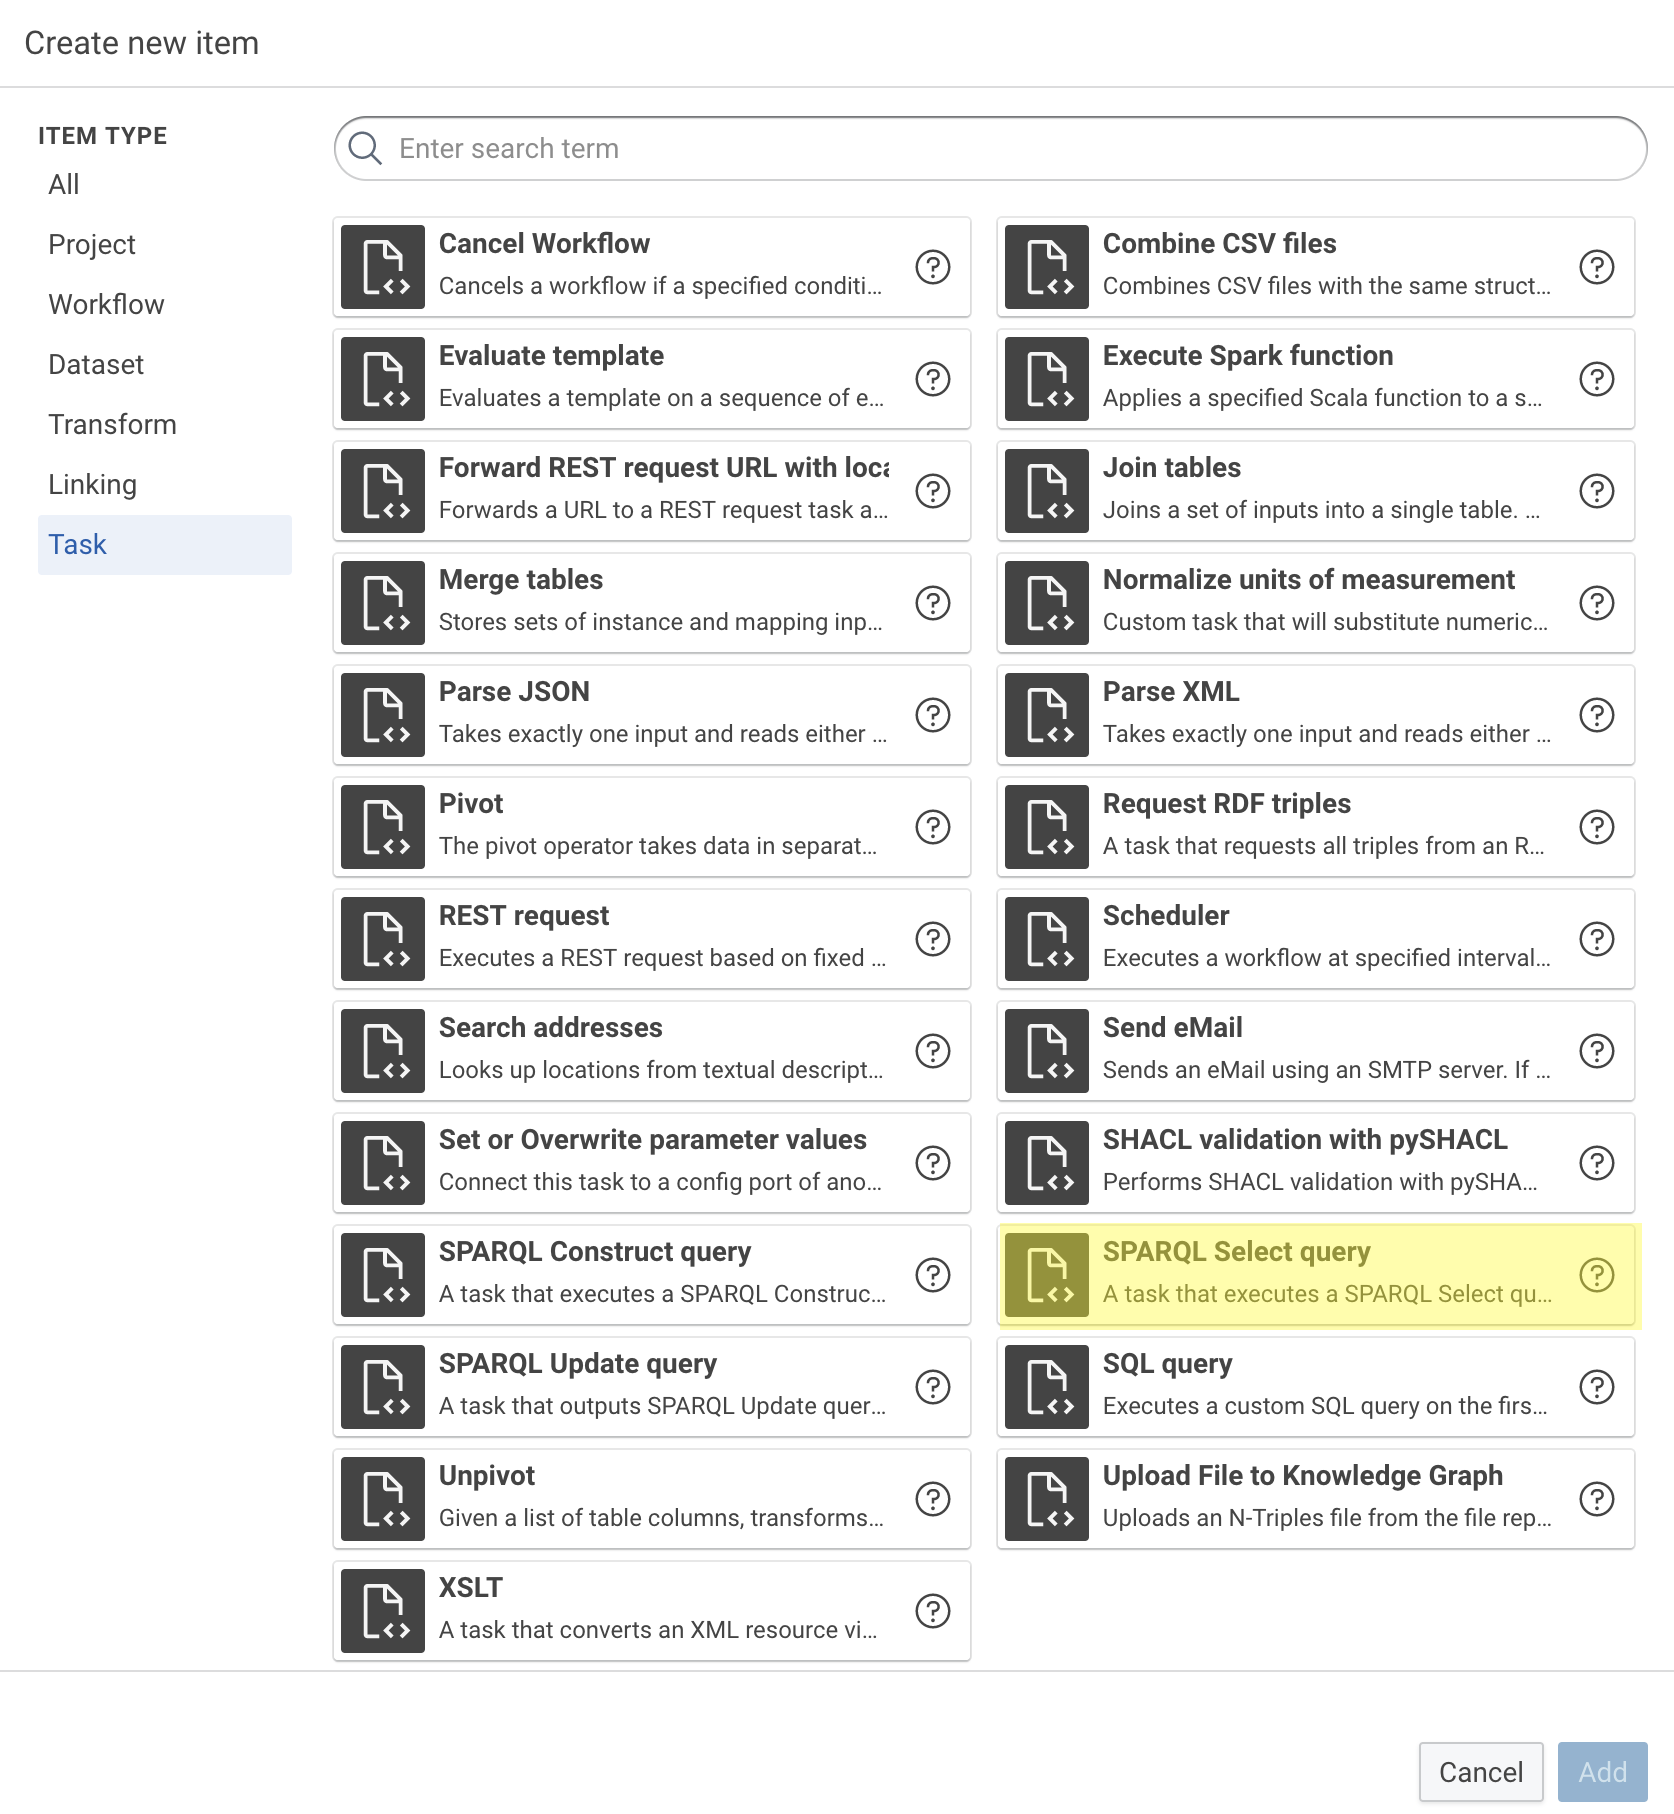 Create new item
ITEM TYPE
All
Project
Workflow
Dataset
Transform
Linking
Task
Enter search term
Cancel Workflow
Cancels a workflow if a specified conditi...
Combine CSV files
Combines CSV files with the same struct...
Evaluate template
Evaluates a template on a sequence of e...
Execute Spark function
Applies a specified Scala function to a s...
Forward REST request URL with loca
Forwards a URL to a REST request task a...
Join tables
Joins a set of inputs into a single table. ...
Merge tables
Stores sets of instance and mapping inp...
Normalize units of measurement
Custom task that will substitute numeric...
Parse JSON
Takes exactly one input and reads either ...
Parse XML
Takes exactly one input and reads either ...
Pivot
The pivot operator takes data in separat...
Request RDF triples
A task that requests all triples from an R...
REST request
Executes a REST request based on fixed ...
Scheduler
Executes a workflow at specified interval...
Search addresses
Looks up locations from textual descript...
Send eMail
Sends an eMail using an SMTP server. If ...
Set or Overwrite parameter values
Connect this task to a config port of ano...
SHACL validation with pySHACL
Performs SHACL validation with pySHA...
SPARQL Construct query
A task that executes a SPARQL Construc...
SPARQL Select query
A task that executes a SPARQL Select qu...
SPARQL Update query
A task that outputs SPARQL Update quer...
SQL query
Executes a custom SQL query on the firs...
Unpivot
Given a list of table columns, transforms...
Upload File to Knowledge Graph
Uploads an N-Triples file from the file rep...
XSLT
A task that converts an XML resource vi...
Cancel
Add